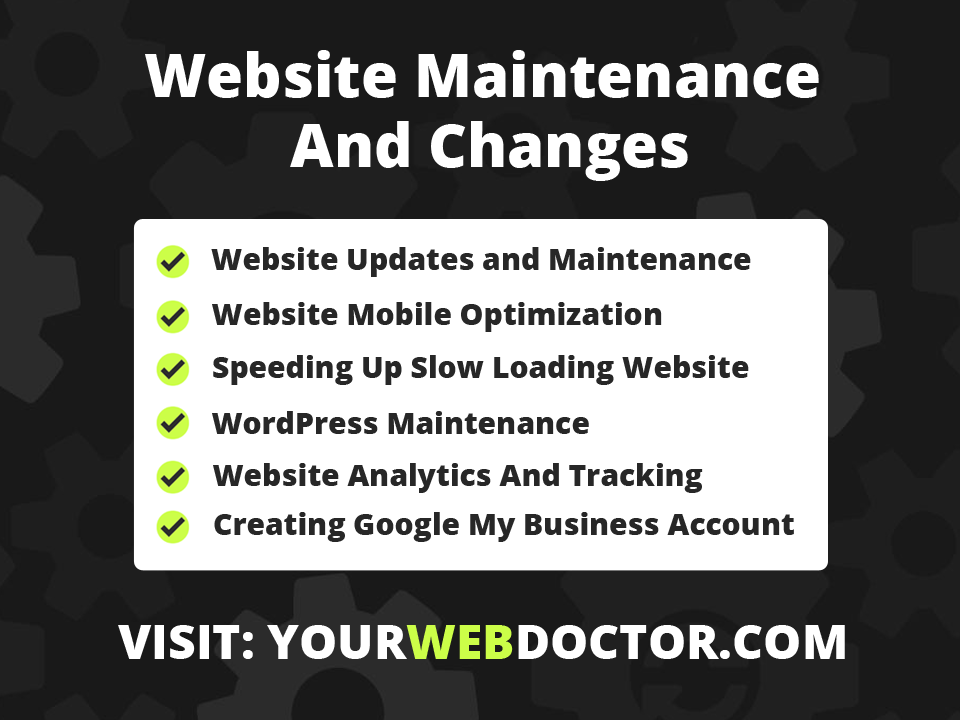 Website Maintenance
And Changes
Website Updates and Maintenance
Website Mobile Optimization
Speeding Up Slow Loading Website
WordPress Maintenance
Website Analytics And Tracking
Creating Google My Business Account
VISIT: YOURWEBDOCTOR.COM